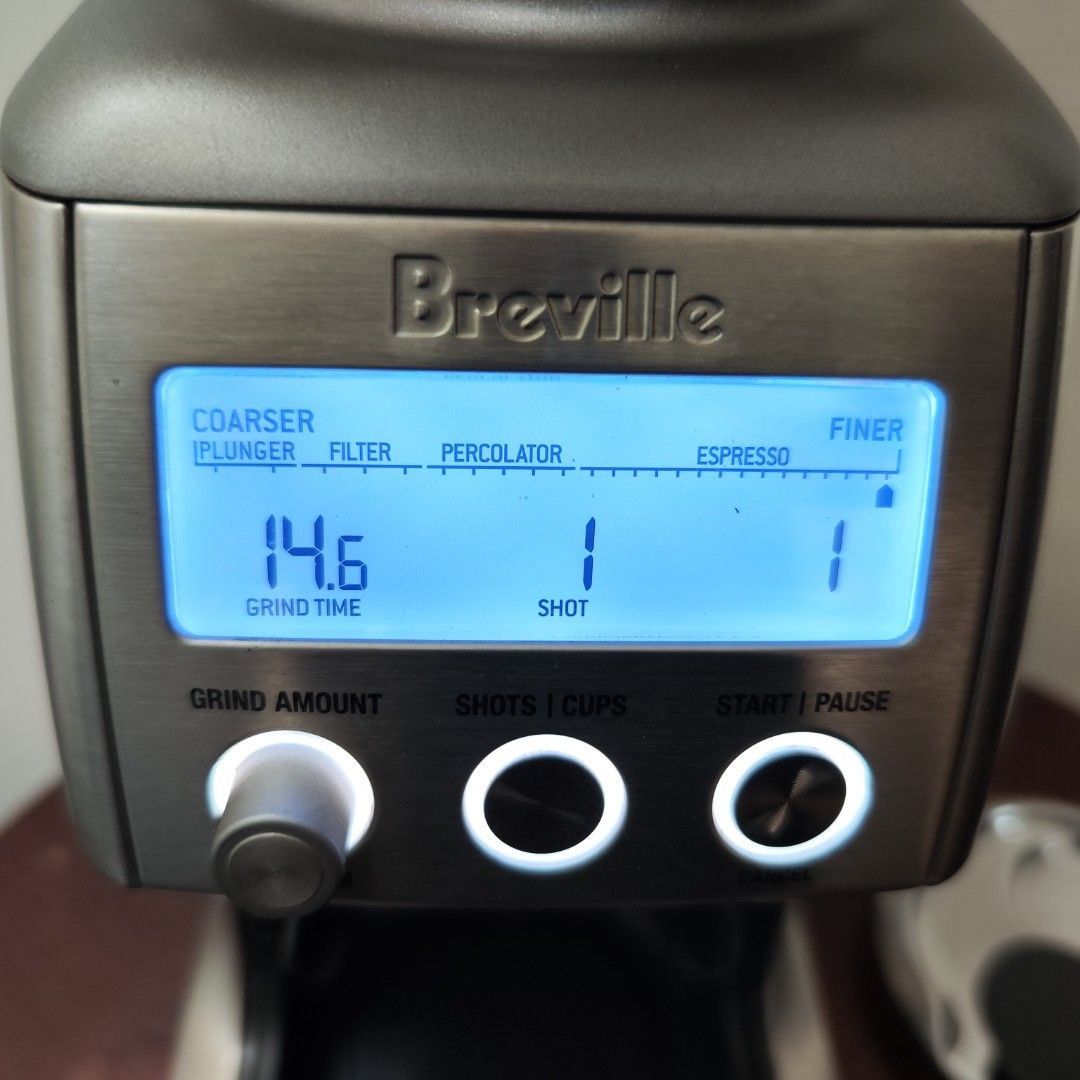 Breville
COARSER
FINER
PLUNGER FILTER PERCOLATOR ESPRESSO
14.6 1 1
GRIND TIME SHOT
GRIND AMOUNT SHOTS | CUPS START | PAUSE
CANCEL